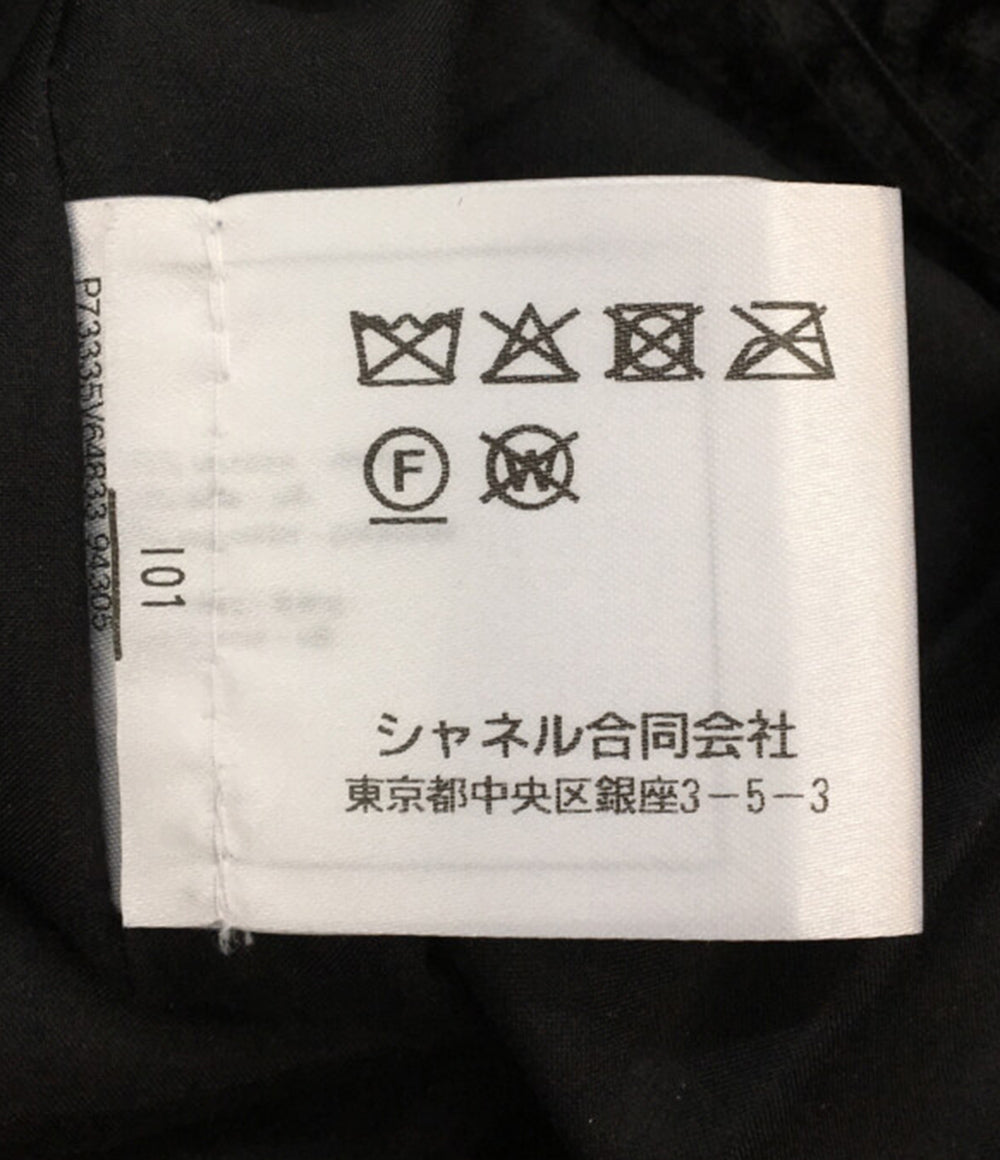 P73335V64833 94305
101
F
W
シャネル合同会社
東京都中央区銀座3-5-3